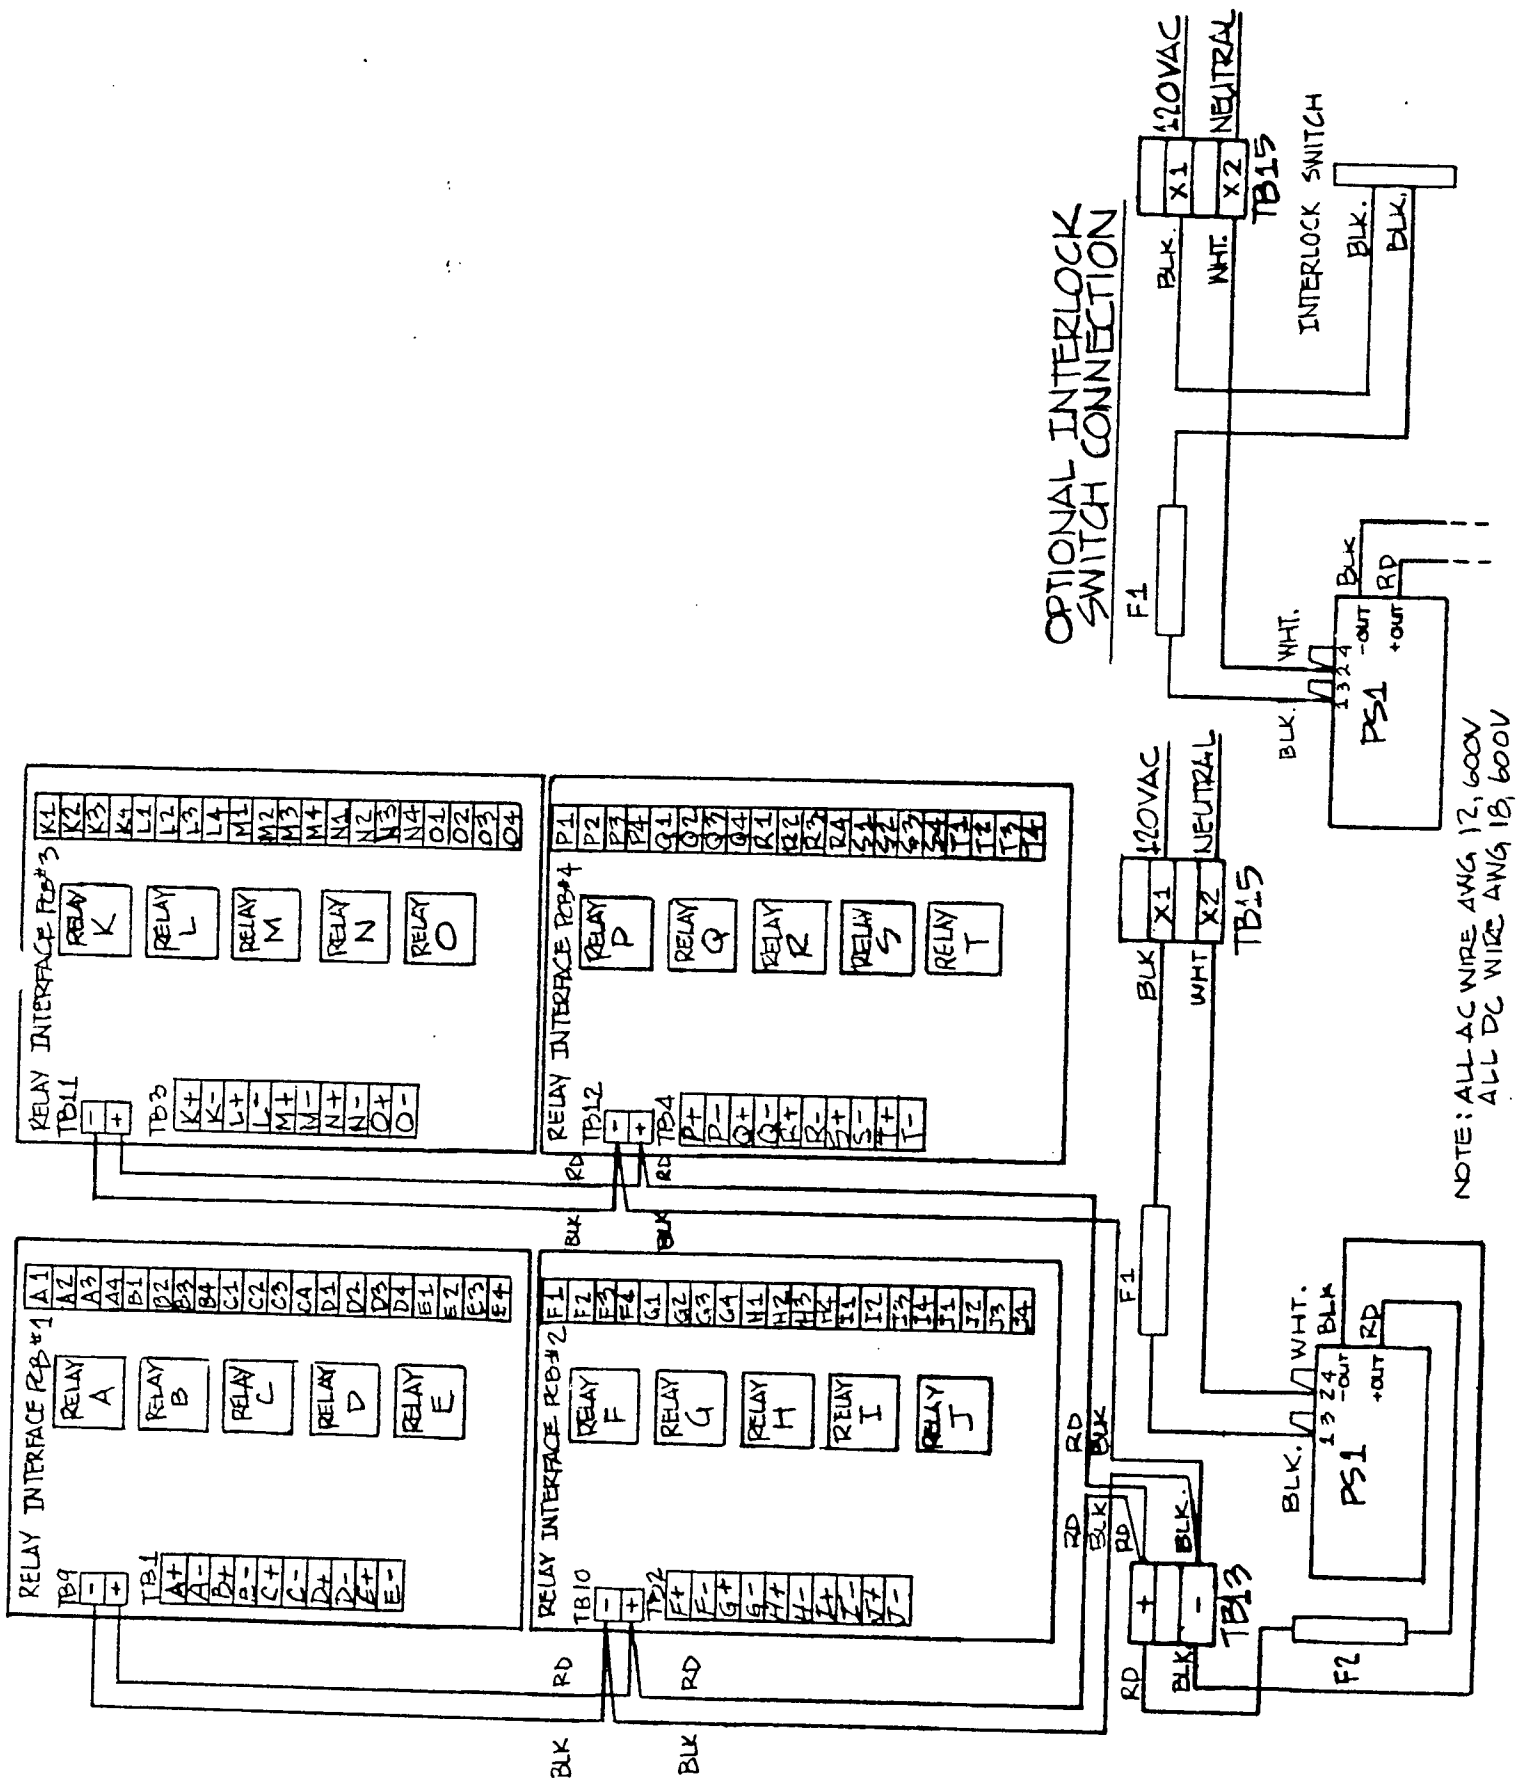 RELAY INTERFACE PCB #1
TB9
-
+
TB1
A+
A-
B+
B-
C+
C-
D+
D-
E+
E-
RELAY
A
RELAY
B
RELAY
C
RELAY
D
RELAY
E
A1
A2
A3
A4
B1
B2
B3
B4
C1
C2
C3
C4
D1
D2
D3
D4
E1
E2
E3
E4
RELAY INTERFACE PCB #3
TB11
-
+
TB3
K+
K-
L+
L-
M+
M-
N+
N-
O+
O-
RELAY
K
RELAY
L
RELAY
M
RELAY
N
RELAY
O
K1
K2
K3
K4
L1
L2
L3
L4
M1
M2
M3
M4
N1
N2
N3
N4
O1
O2
O3
O4
BLK
RD
BLK
RD
RELAY INTERFACE PCB #2
TB10
-
+
TB2
F+
F-
G+
G-
H+
H-
I+
I-
J+
J-
RELAY
F
RELAY
G
RELAY
H
RELAY
I
RELAY
J
F1
F2
F3
F4
G1
G2
G3
G4
H1
H2
H3
H4
I1
I2
I3
I4
J1
J2
J3
J4
BLK
RD
BLK
RD
RELAY INTERFACE PCB #4
TB12
-
+
TB4
P+
P-
Q+
Q-
R+
R-
S+
S-
T+
T-
RELAY
P
RELAY
Q
RELAY
R
RELAY
S
RELAY
T
P1
P2
P3
P4
Q1
Q2
Q3
Q4
R1
R2
R3
R4
S1
S2
S3
S4
T1
T2
T3
T4
RD
BLK
RD
BLK
RD
BLK.
RD
BLK
+
-
TB13
F2
F1
BLK
WHT
X1
X2
TB15
120VAC
NEUTRAL
BLK.
WHT.
1 3 2 4
-OUT
+OUT
PS1
BLK
RD
OPTIONAL INTERLOCK
SWITCH CONNECTION
F1
BLK.
WHT.
X1
X2
TB15
120VAC
NEUTRAL
INTERLOCK SWITCH
BLK.
BLK.
BLK.
WHT.
1 3 2 4
-OUT
+OUT
PS1
BLK
RD
NOTE: ALL AC WIRE AWG 12, 600V
ALL DC WIRE AWG 18, 600V